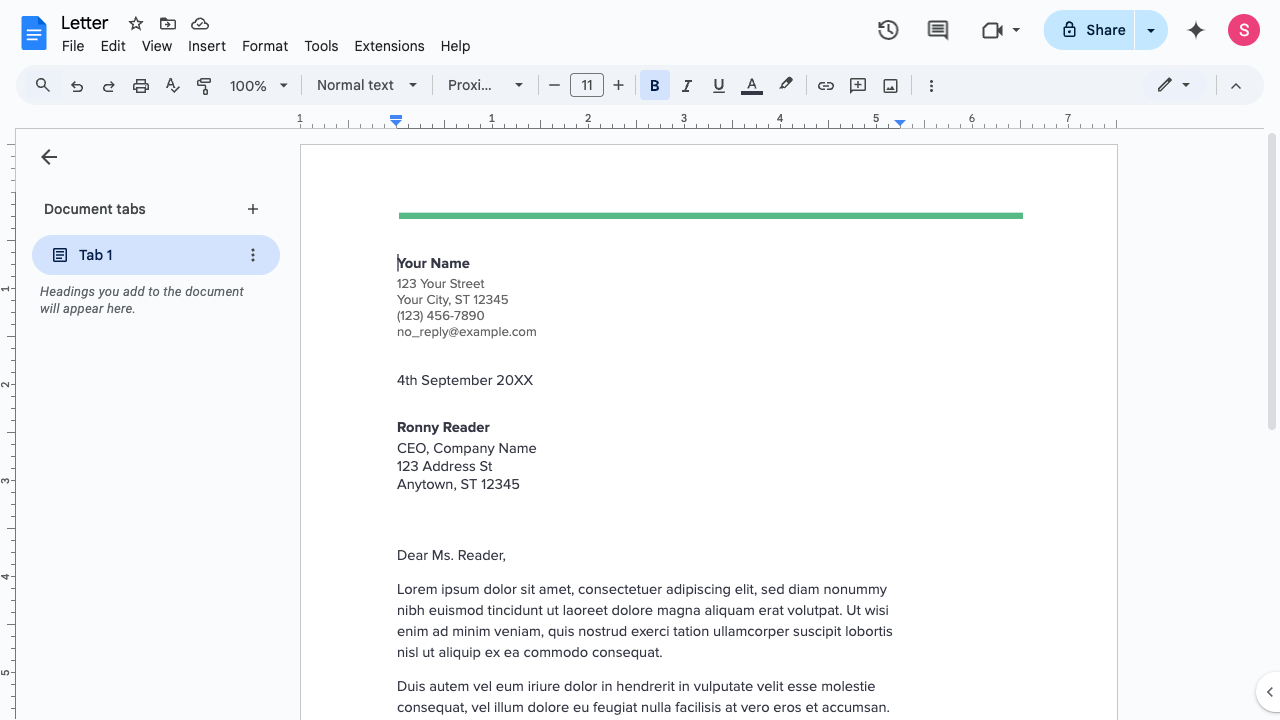 Letter
File Edit View Insert Format Tools Extensions Help
Share
S
100% Normal text Proxi... 11 B I U A
1 1 2 3 4 5 6 7
Document tabs
Tab 1
Headings you add to the document
will appear here.
1
2
3
4
5
Your Name
123 Your Street
Your City, ST 12345
(123) 456-7890
no_reply@example.com
4th September 20XX
Ronny Reader
CEO, Company Name
123 Address St
Anytown, ST 12345
Dear Ms. Reader,
Lorem ipsum dolor sit amet, consectetuer adipiscing elit, sed diam nonummy
nibh euismod tincidunt ut laoreet dolore magna aliquam erat volutpat. Ut wisi
enim ad minim veniam, quis nostrud exerci tation ullamcorper suscipit lobortis
nisl ut aliquip ex ea commodo consequat.
Duis autem vel eum iriure dolor in hendrerit in vulputate velit esse molestie
consequat, vel illum dolore eu feugiat nulla facilisis at vero eros et accumsan.